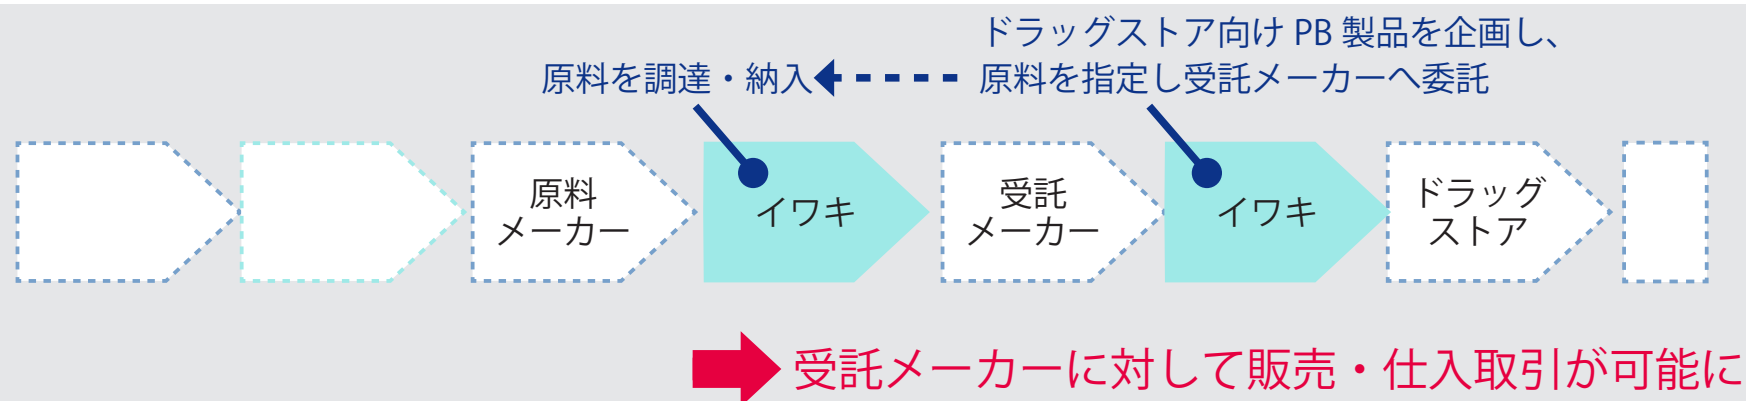 ドラッグストア向け PB 製品を企画し、
原料を調達・納入
原料を指定し受託メーカーへ委託
原料
メーカー
イワキ
受託
メーカー
イワキ
ドラッグ
ストア
受託メーカーに対して販売・仕入取引が可能に